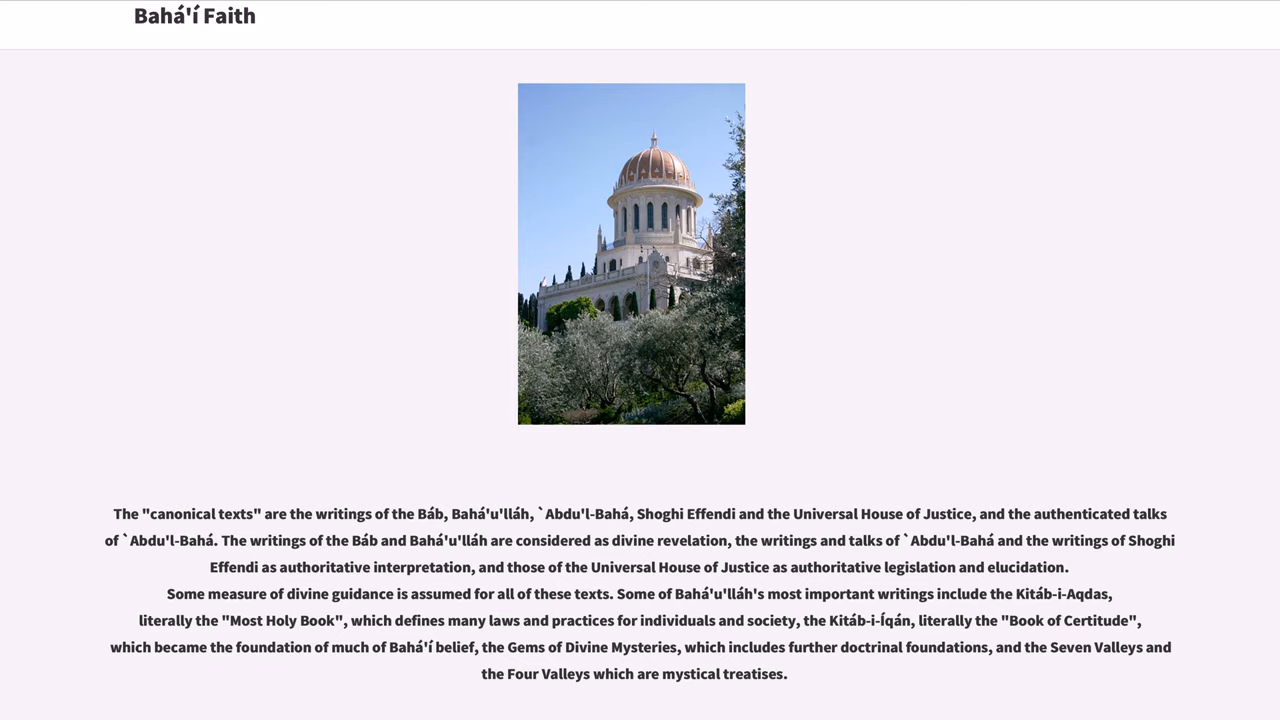 Bahá'í Faith
The "canonical texts" are the writings of the Báb, Bahá'u'lláh, `Abdu'l-Bahá, Shoghi Effendi and the Universal House of Justice, and the authenticated talks
of `Abdu'l-Bahá. The writings of the Báb and Bahá'u'lláh are considered as divine revelation, the writings and talks of `Abdu'l-Bahá and the writings of Shoghi
Effendi as authoritative interpretation, and those of the Universal House of Justice as authoritative legislation and elucidation.
Some measure of divine guidance is assumed for all of these texts. Some of Bahá'u'lláh's most important writings include the Kitáb-i-Aqdas,
literally the "Most Holy Book", which defines many laws and practices for individuals and society, the Kitáb-i-Íqán, literally the "Book of Certitude",
which became the foundation of much of Bahá'í belief, the Gems of Divine Mysteries, which includes further doctrinal foundations, and the Seven Valleys and
the Four Valleys which are mystical treatises.